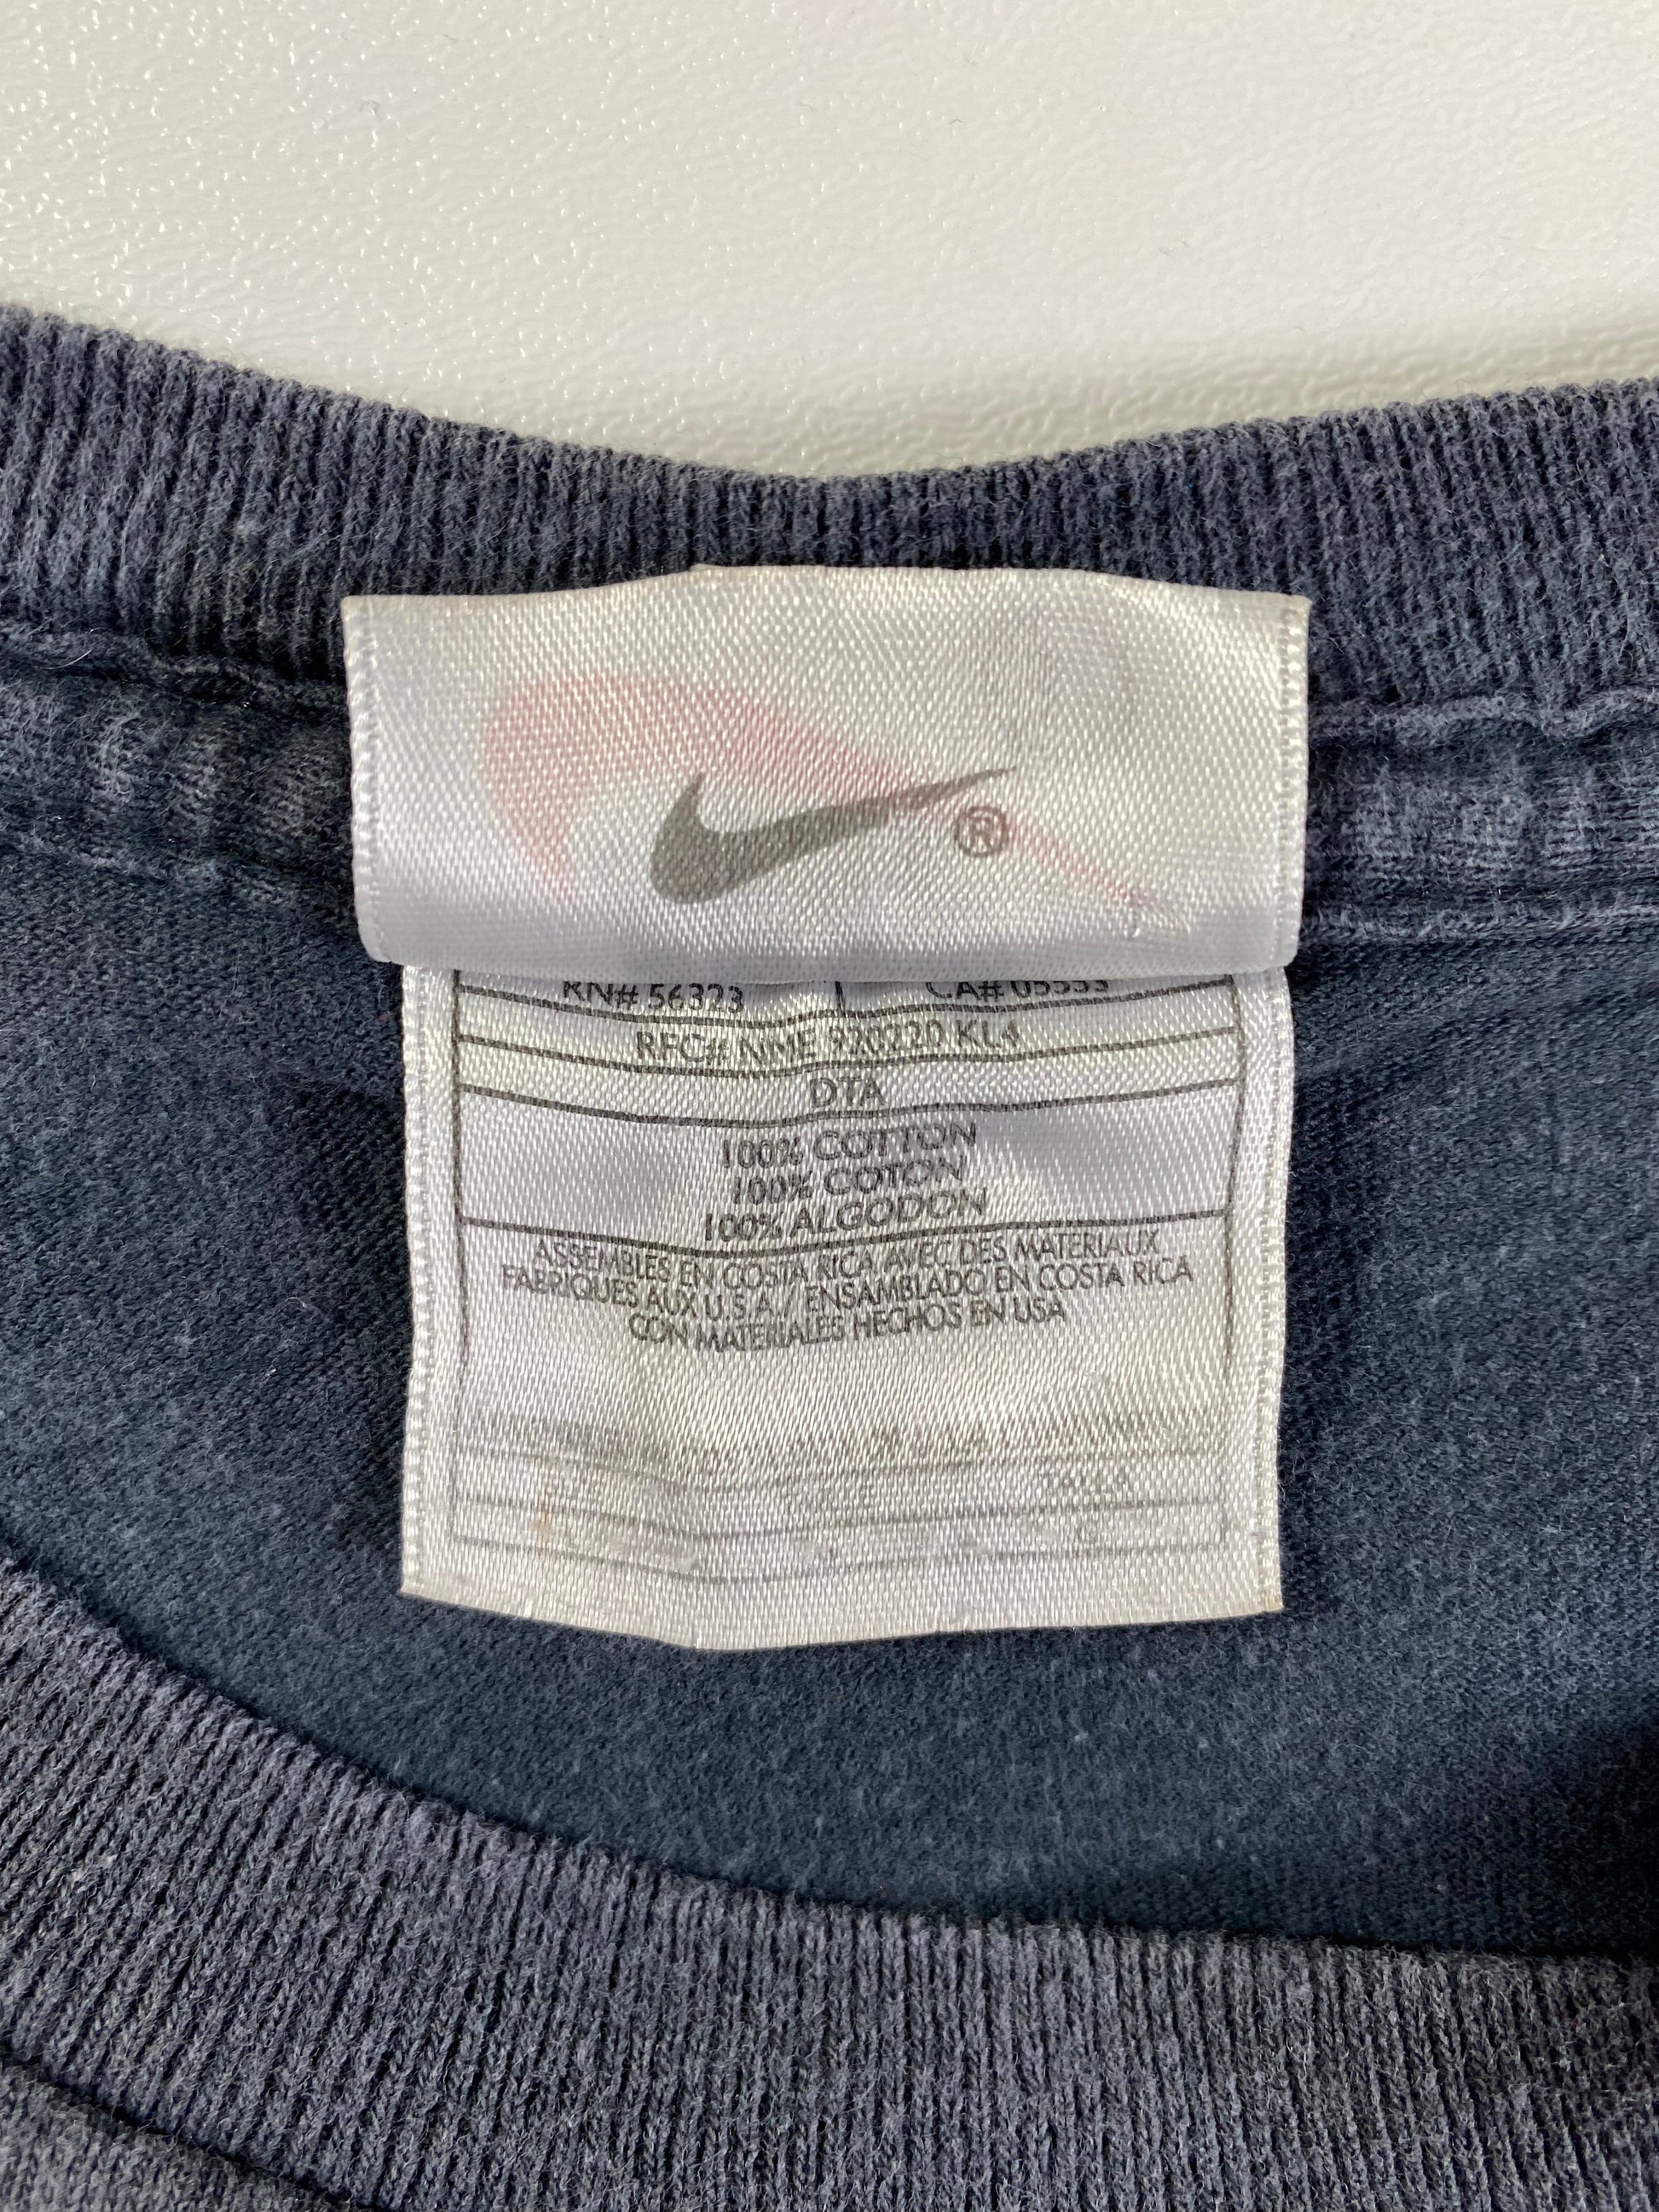 ®
RN# 56323 CA# 05553
RFC# NME 920220 KL4
DTA
100% COTTON
100% COTON
100% ALGODON
ASSEMBLES EN COSTA RICA AVEC DES MATERIAUX
FABRIQUES AUX U.S.A./ ENSAMBLADO EN COSTA RICA
CON MATERIALES HECHOS EN USA